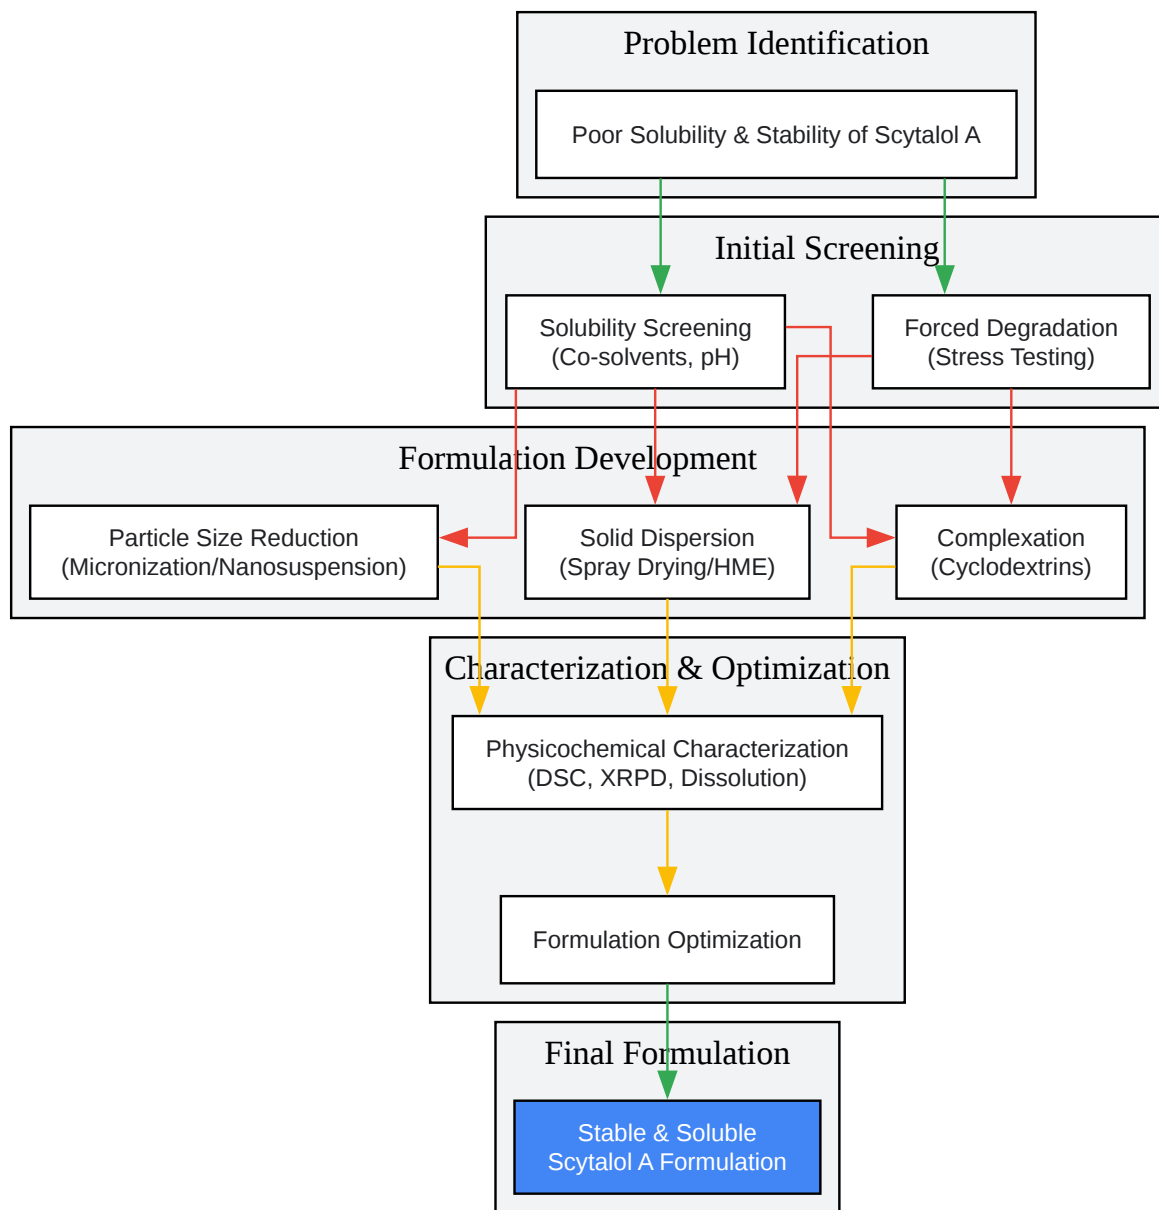 Problem Identification
Poor Solubility & Stability of Scytalol A
Initial Screening
Solubility Screening
(Co-solvents, pH)
Forced Degradation
(Stress Testing)
Formulation Development
Particle Size Reduction
(Micronization/Nanosuspension)
Solid Dispersion
(Spray Drying/HME)
Complexation
(Cyclodextrins)
Characterization & Optimization
Physicochemical Characterization
(DSC, XRPD, Dissolution)
Formulation Optimization
Final Formulation
Stable & Soluble
Scytalol A Formulation